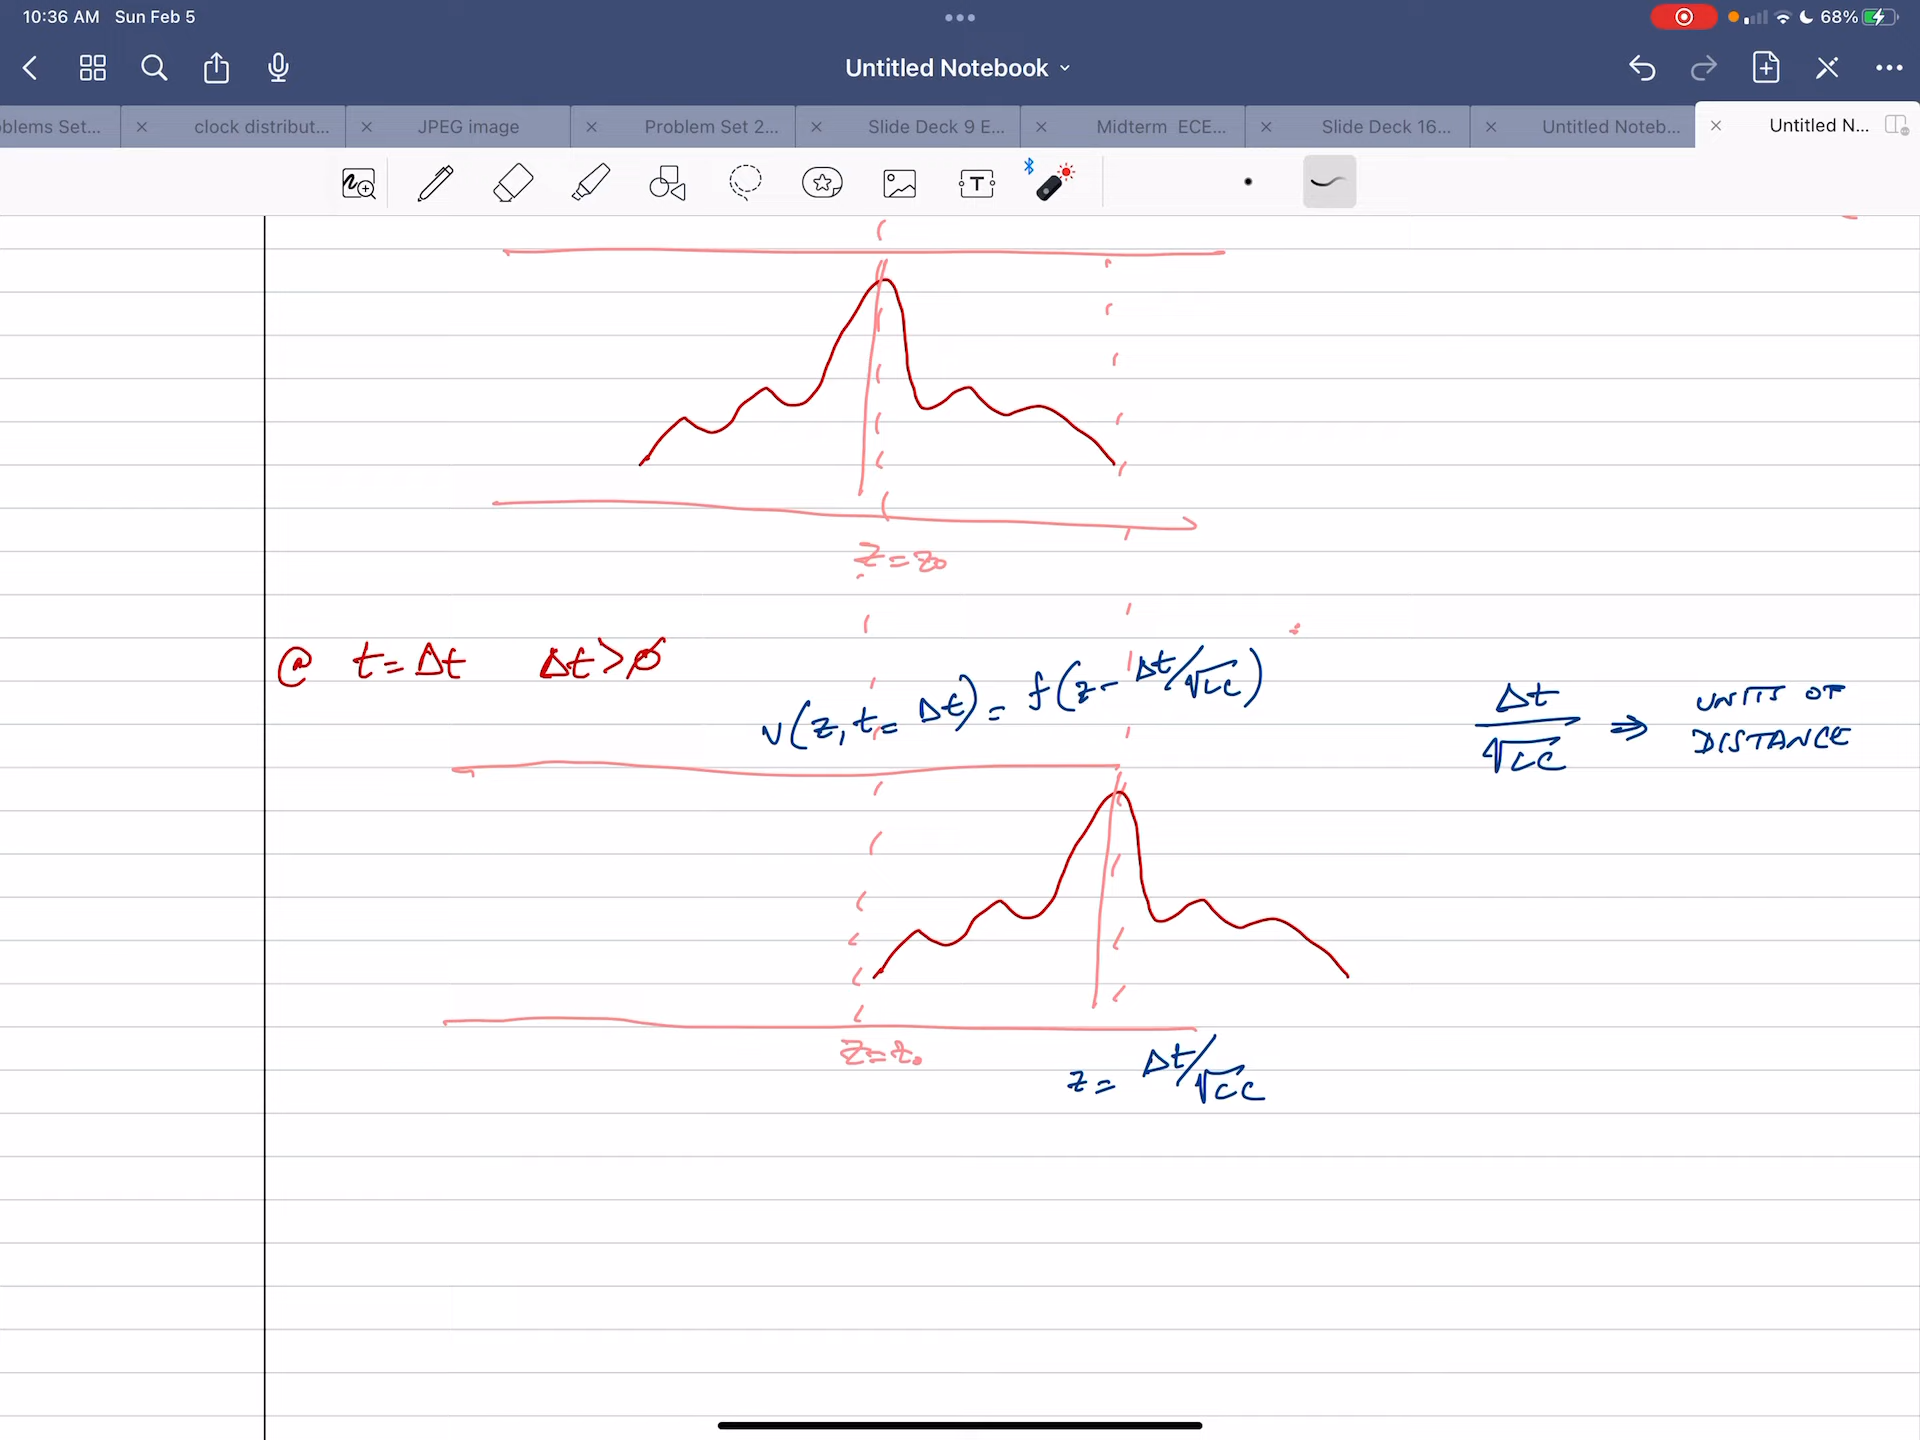 10:36 AM Sun Feb 5
68%
Untitled Notebook
oblems Set...
clock distribut...
JPEG image
Problem Set 2...
Slide Deck 9 E...
Midterm ECE...
Slide Deck 16...
Untitled Noteb...
Untitled N...
z = z₀
@ t = Δt Δt > ∅
v(z, t = Δt) = f(z - Δt/√LC)
Δt/√LC ⇒ UNITS OF
DISTANCE
z = z₀
z = Δt/√LC